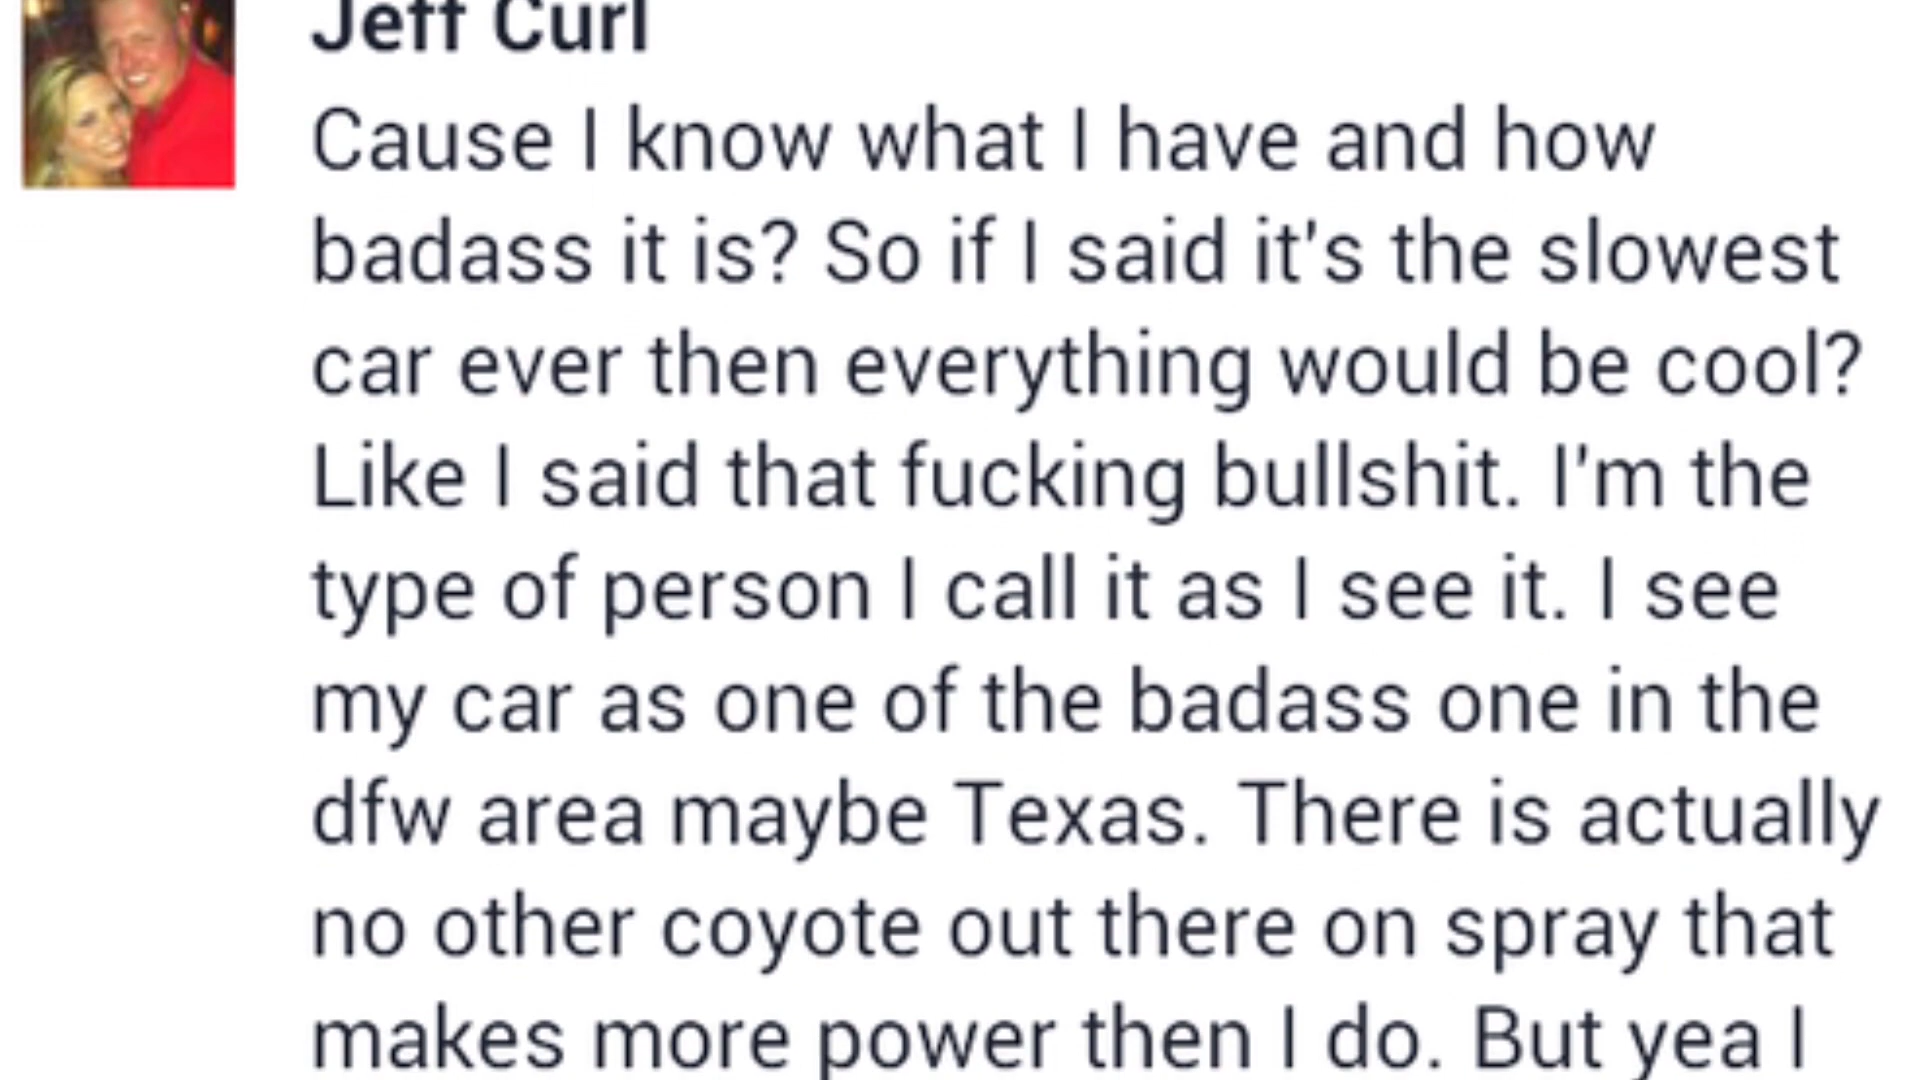 Jeff Curl
Cause I know what I have and how
badass it is? So if I said it's the slowest
car ever then everything would be cool?
Like I said that fucking bullshit. I'm the
type of person I call it as I see it. I see
my car as one of the badass one in the
dfw area maybe Texas. There is actually
no other coyote out there on spray that
makes more power then I do. But yea I